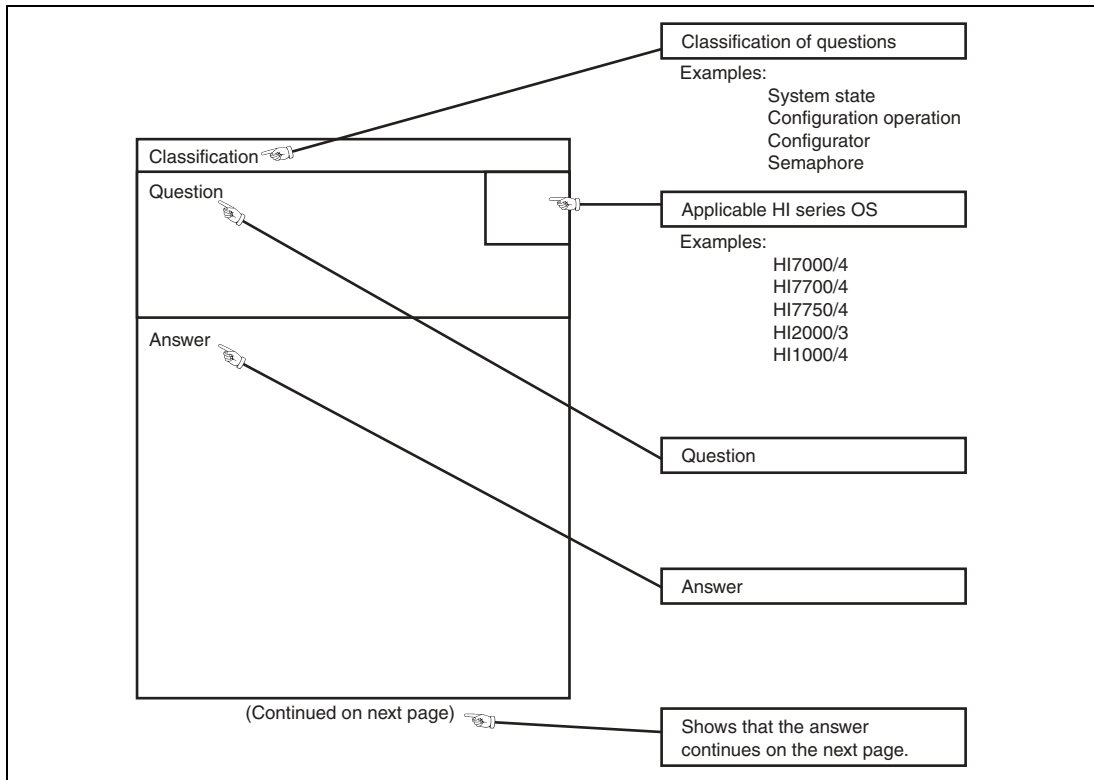 Classification of questions
Examples:
System state
Configuration operation
Configurator
Semaphore
Classification
Question
Applicable HI series OS
Examples:
HI7000/4
HI7700/4
HI7750/4
HI2000/3
HI1000/4
Answer
Question
Answer
(Continued on next page)
Shows that the answer
continues on the next page.